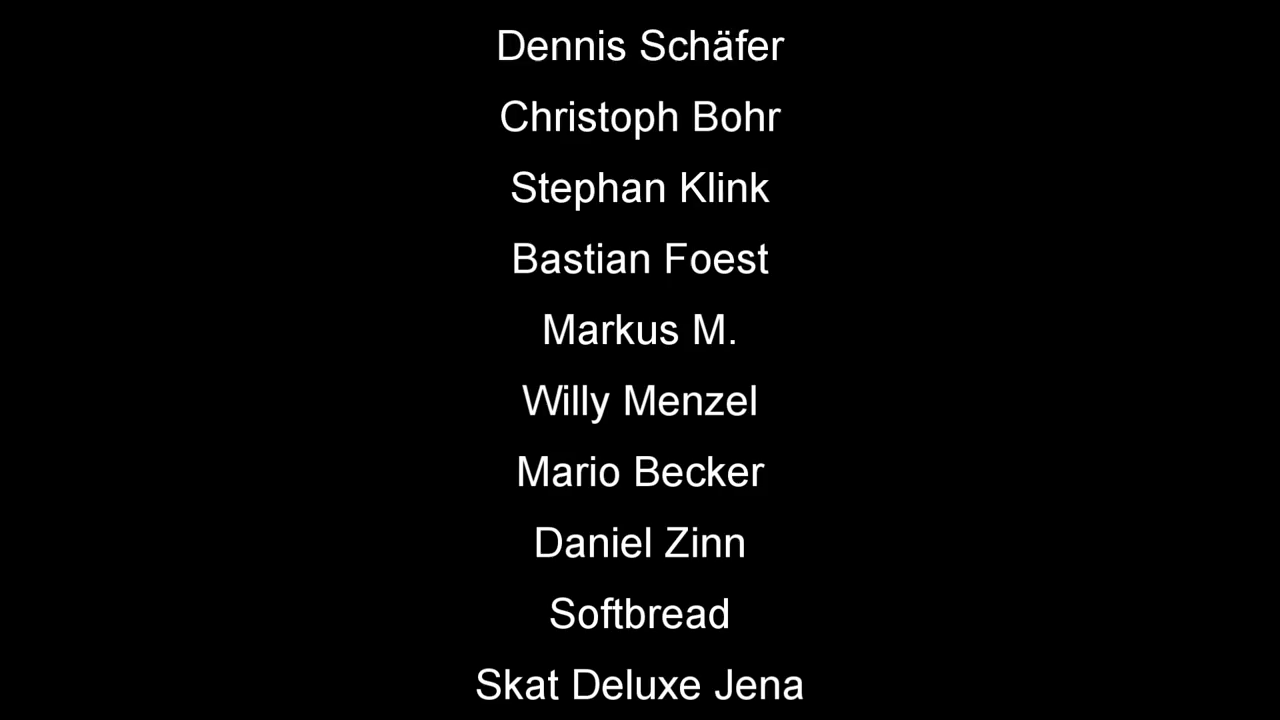 Dennis Schäfer
Christoph Bohr
Stephan Klink
Bastian Foest
Markus M.
Willy Menzel
Mario Becker
Daniel Zinn
Softbread
Skat Deluxe Jena